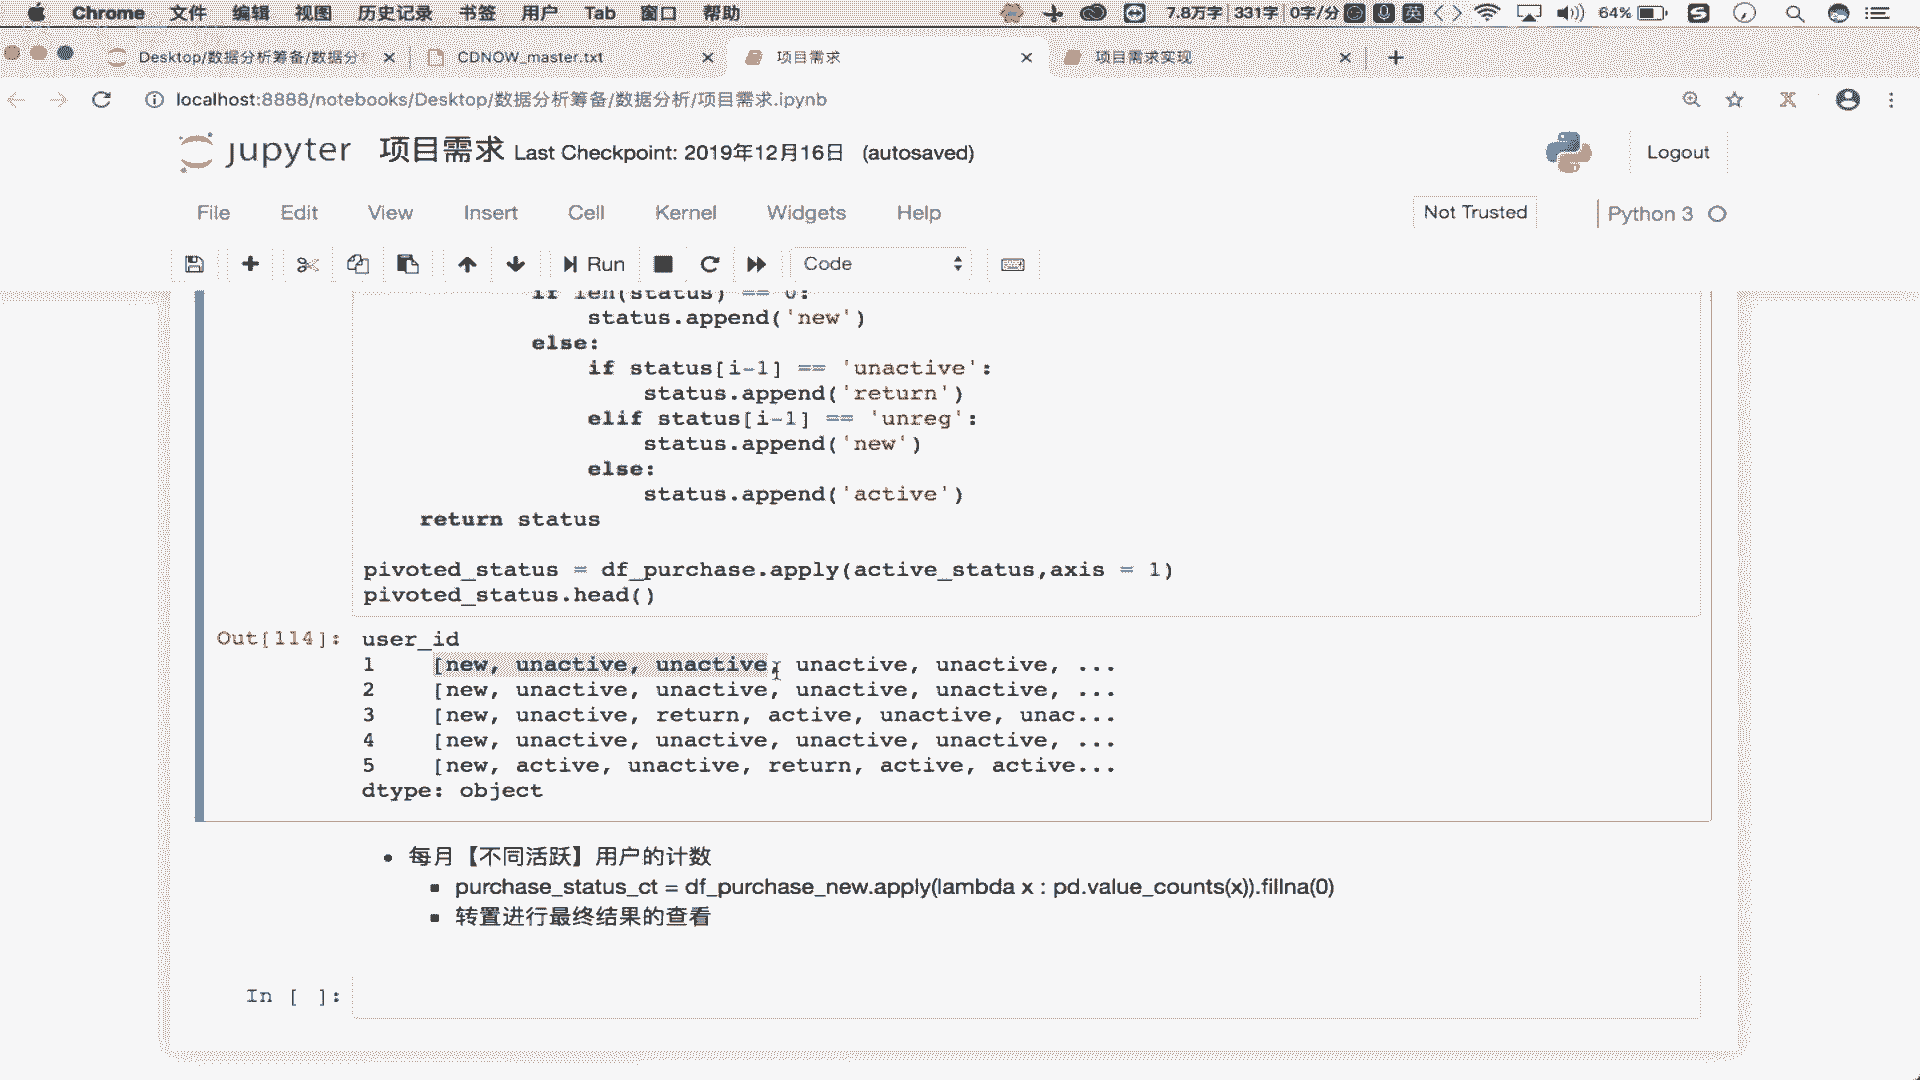 Chrome 文件 编辑 视图 历史记录 书签 用户 Tab 窗口 帮助 7.8万字 331字 0字/分 英 64%
Desktop/数据分析筹备/数据分 CDNOW_master.txt 项目需求 项目需求实现
localhost:8888/notebooks/Desktop/数据分析筹备/数据分析/项目需求.ipynb
jupyter 项目需求 Last Checkpoint: 2019年12月16日 (autosaved) Logout
File Edit View Insert Cell Kernel Widgets Help Not Trusted Python 3
Run Code
if len(status) == 0:
status.append('new')
else:
if status[i-1] == 'unactive':
status.append('return')
elif status[i-1] == 'unreg':
status.append('new')
else:
status.append('active')
return status
pivoted_status = df_purchase.apply(active_status,axis = 1)
pivoted_status.head()
Out[114]: user_id
1 [new, unactive, unactive, unactive, unactive, ...
2 [new, unactive, unactive, unactive, unactive, ...
3 [new, unactive, return, active, unactive, unac...
4 [new, unactive, unactive, unactive, unactive, ...
5 [new, active, unactive, return, active, active...
dtype: object
• 每月【不同活跃】用户的计数
▪ purchase_status_ct = df_purchase_new.apply(lambda x : pd.value_counts(x)).fillna(0)
▪ 转置进行最终结果的查看
In [ ]: